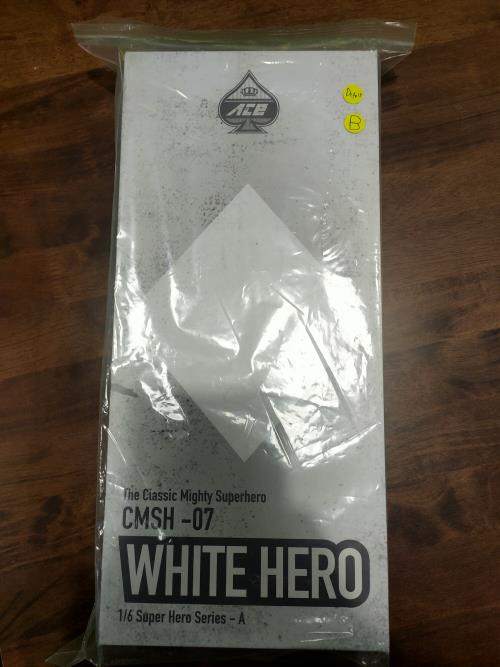 ACE
B
The Classic Mighty Superhero
CMSH -07
WHITE HERO
1/6 Super Hero Series - A